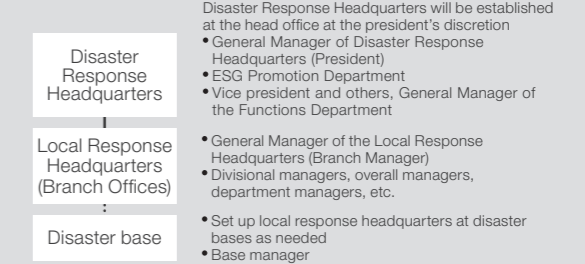 Disaster Response Headquarters will be established
at the head office at the president’s discretion
Disaster
Response
Headquarters
• General Manager of Disaster Response
Headquarters (President)
• ESG Promotion Department
• Vice president and others, General Manager of
the Functions Department
Local Response
Headquarters
(Branch Offices)
• General Manager of the Local Response
Headquarters (Branch Manager)
• Divisional managers, overall managers,
department managers, etc.
Disaster base
• Set up local response headquarters at disaster
bases as needed
• Base manager